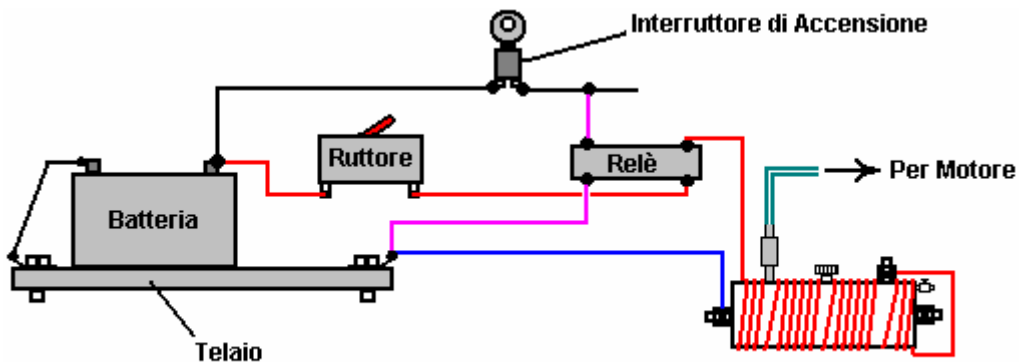 Interruttore di Accensione
Ruttore
Relè
Per Motore
Batteria
Telaio